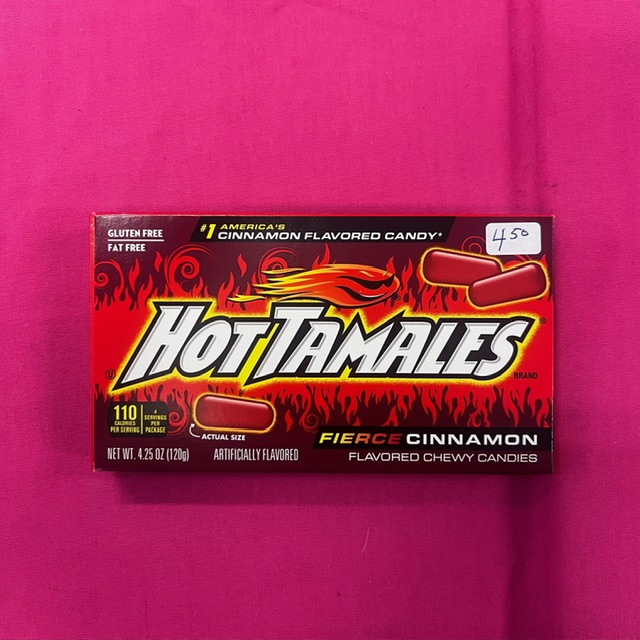 GLUTEN FREE
FAT FREE
#1 AMERICA'S
CINNAMON FLAVORED CANDY*
4 50
HOT TAMALES
®
U
BRAND
110
CALORIES
PER SERVING
4
SERVINGS
PER
PACKAGE
ACTUAL SIZE
FIERCE CINNAMON
NET WT. 4.25 OZ (120g)
ARTIFICIALLY FLAVORED
FLAVORED CHEWY CANDIES